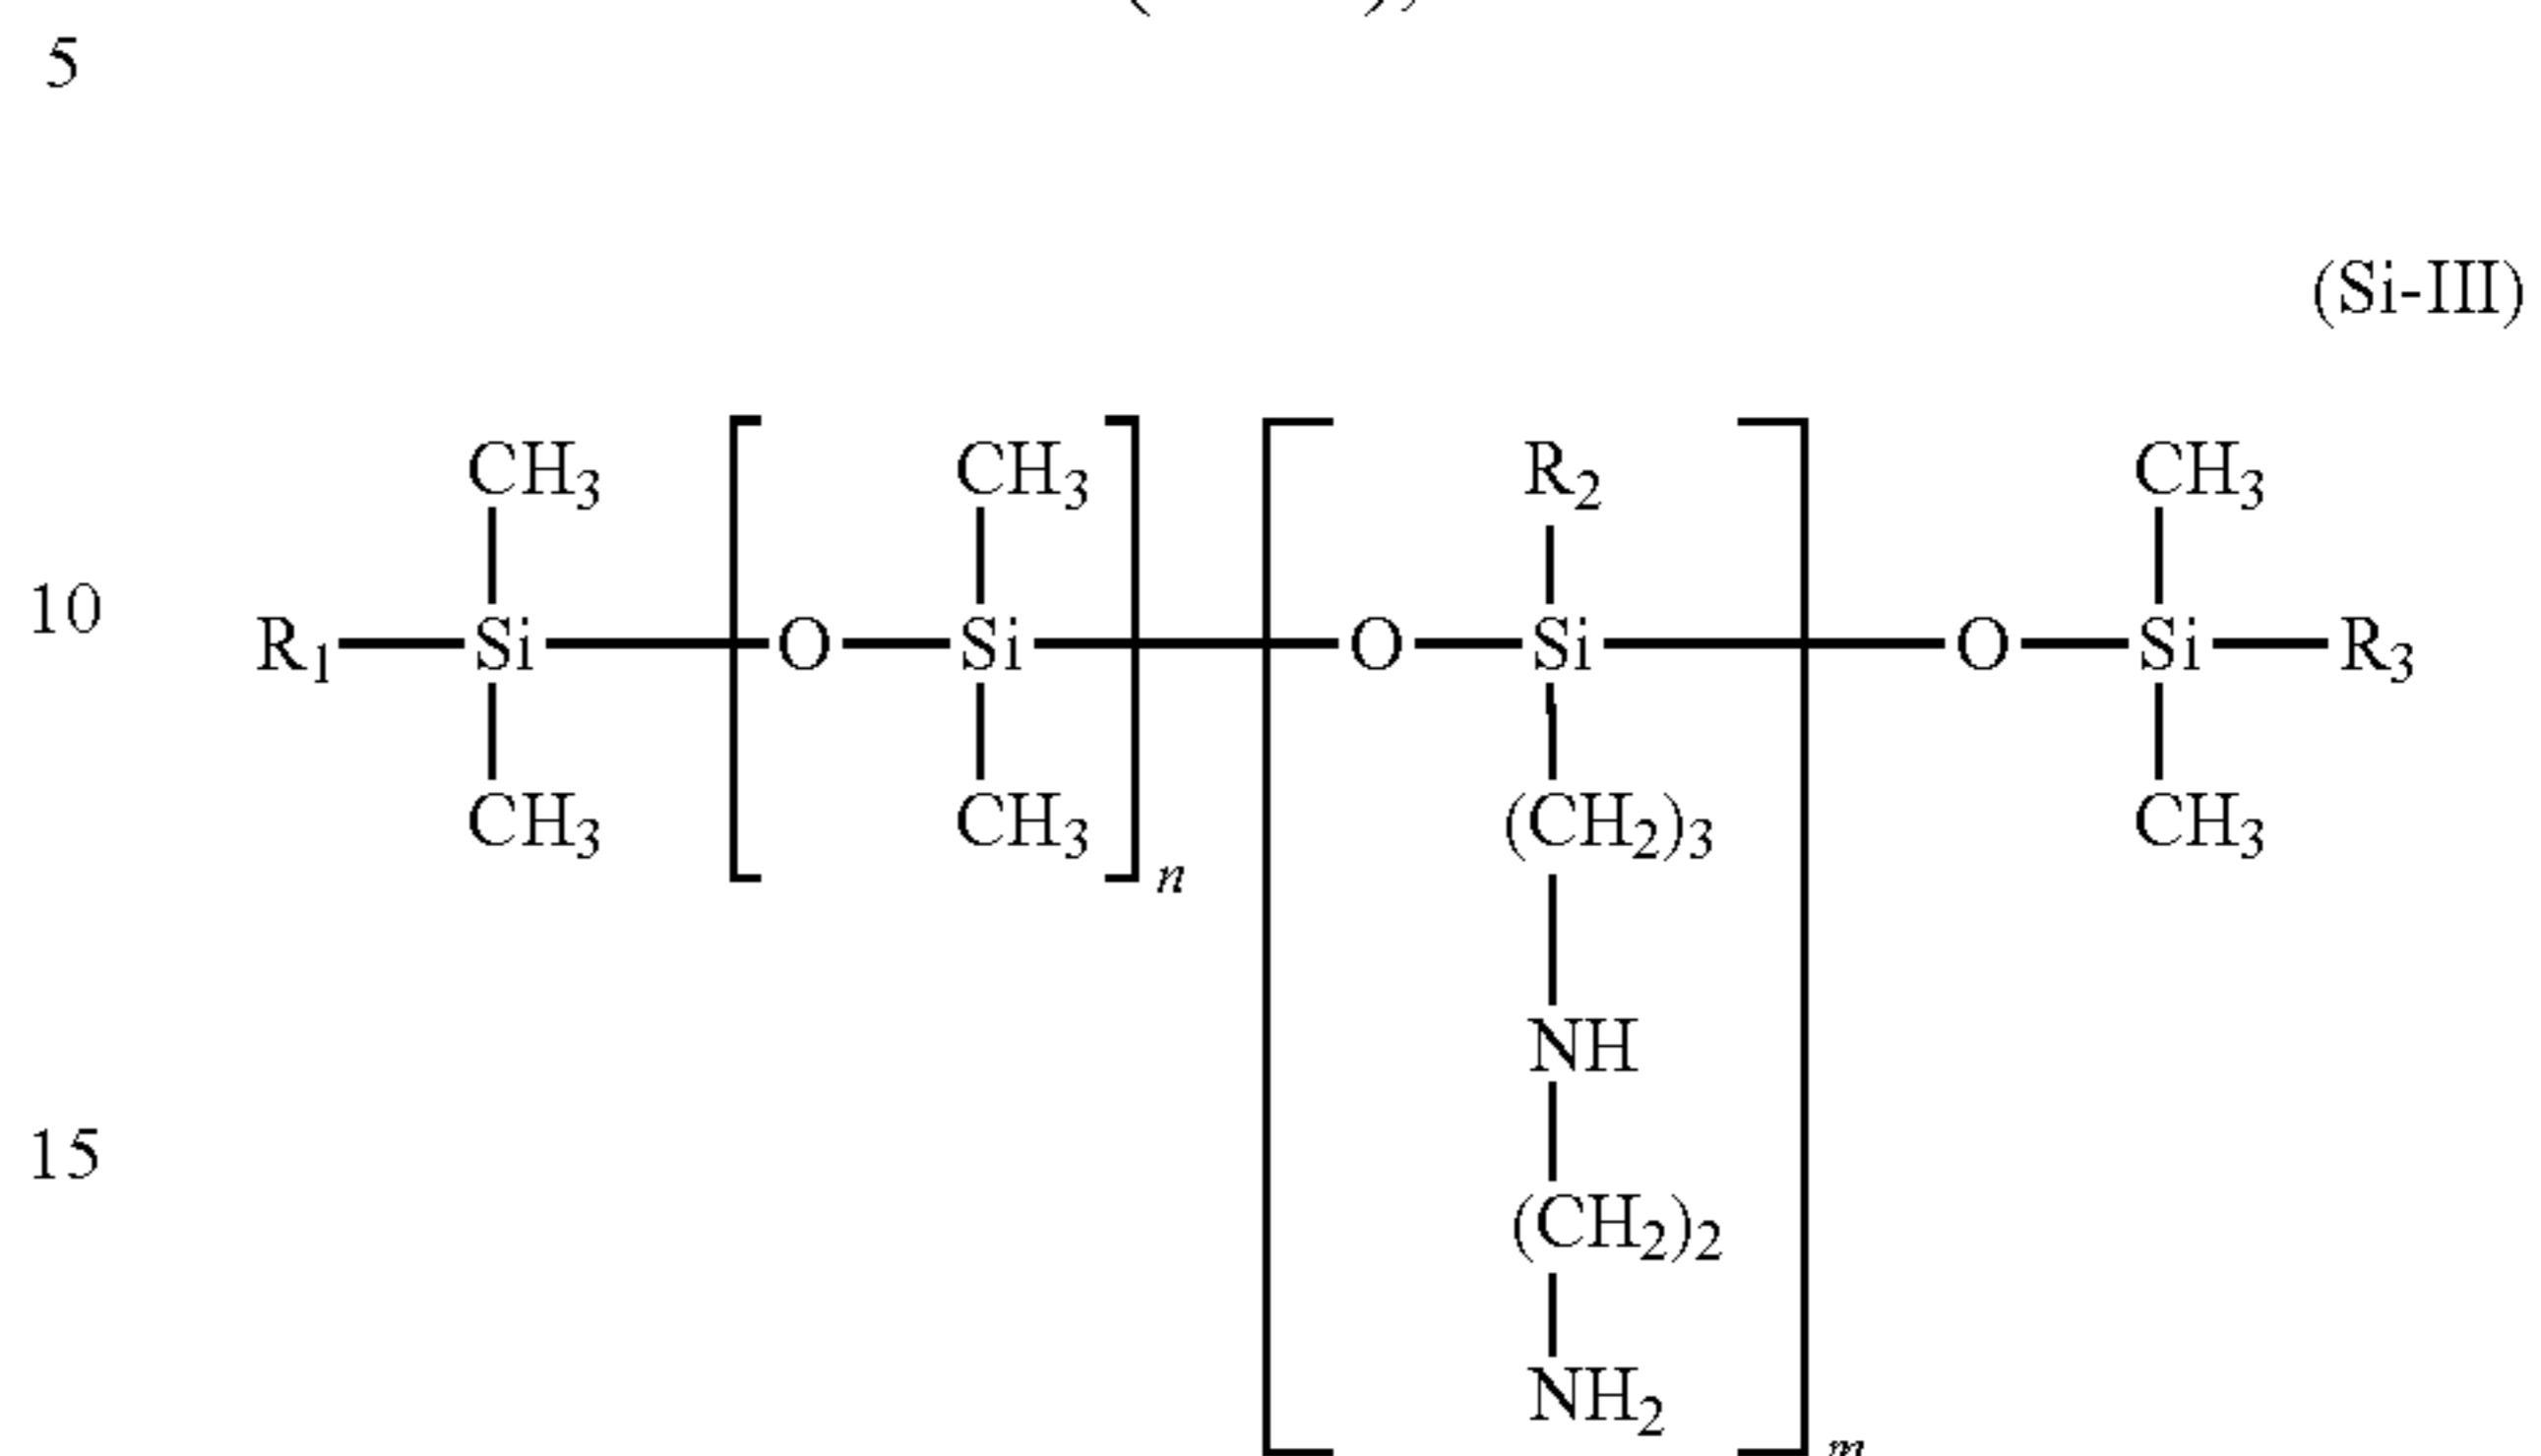 5
(Si-III)
CH3 CH3 R2 CH3
10 R1 Si O Si O Si O Si R3
CH3 CH3 (CH2)3 CH3
n
NH
15
(CH2)2
NH2
m